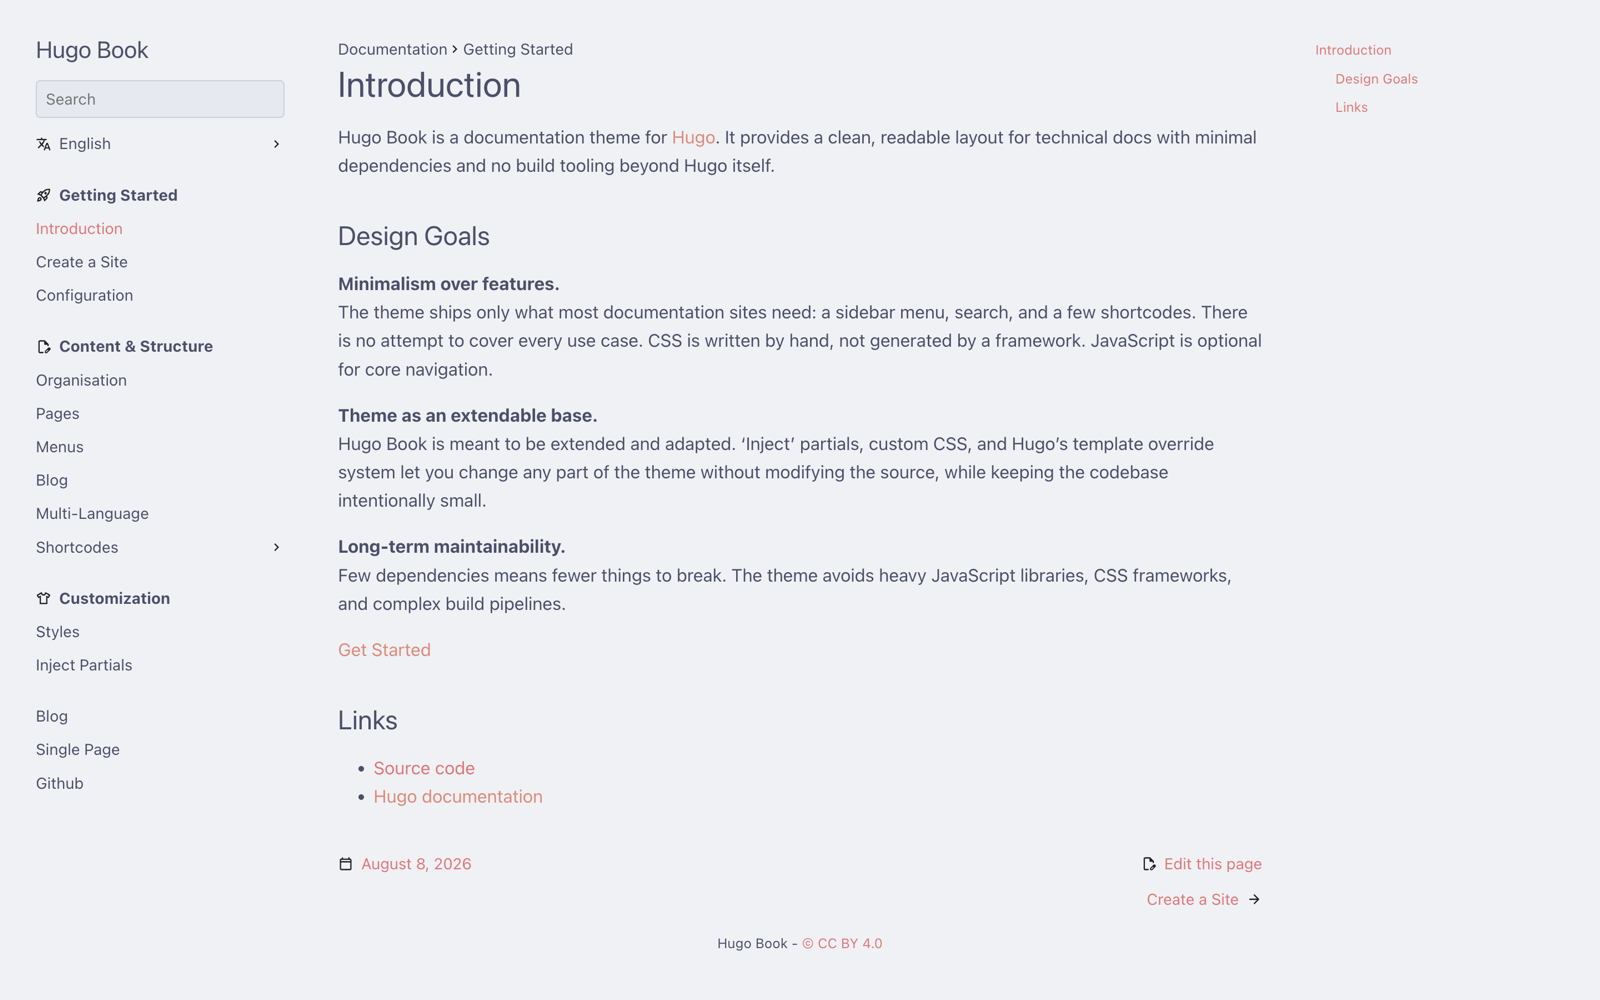 Hugo Book
Search
English
Getting Started
Introduction
Create a Site
Configuration
Content & Structure
Organisation
Pages
Menus
Blog
Multi-Language
Shortcodes
Customization
Styles
Inject Partials
Blog
Single Page
Github
Documentation › Getting Started
Introduction
Hugo Book is a documentation theme for Hugo. It provides a clean, readable layout for technical docs with minimal
dependencies and no build tooling beyond Hugo itself.
Design Goals
Minimalism over features.
The theme ships only what most documentation sites need: a sidebar menu, search, and a few shortcodes. There
is no attempt to cover every use case. CSS is written by hand, not generated by a framework. JavaScript is optional
for core navigation.
Theme as an extendable base.
Hugo Book is meant to be extended and adapted. ‘Inject’ partials, custom CSS, and Hugo’s template override
system let you change any part of the theme without modifying the source, while keeping the codebase
intentionally small.
Long-term maintainability.
Few dependencies means fewer things to break. The theme avoids heavy JavaScript libraries, CSS frameworks,
and complex build pipelines.
Get Started
Links
• Source code
• Hugo documentation
August 8, 2026
Edit this page
Create a Site →
Hugo Book - © CC BY 4.0
Introduction
Design Goals
Links